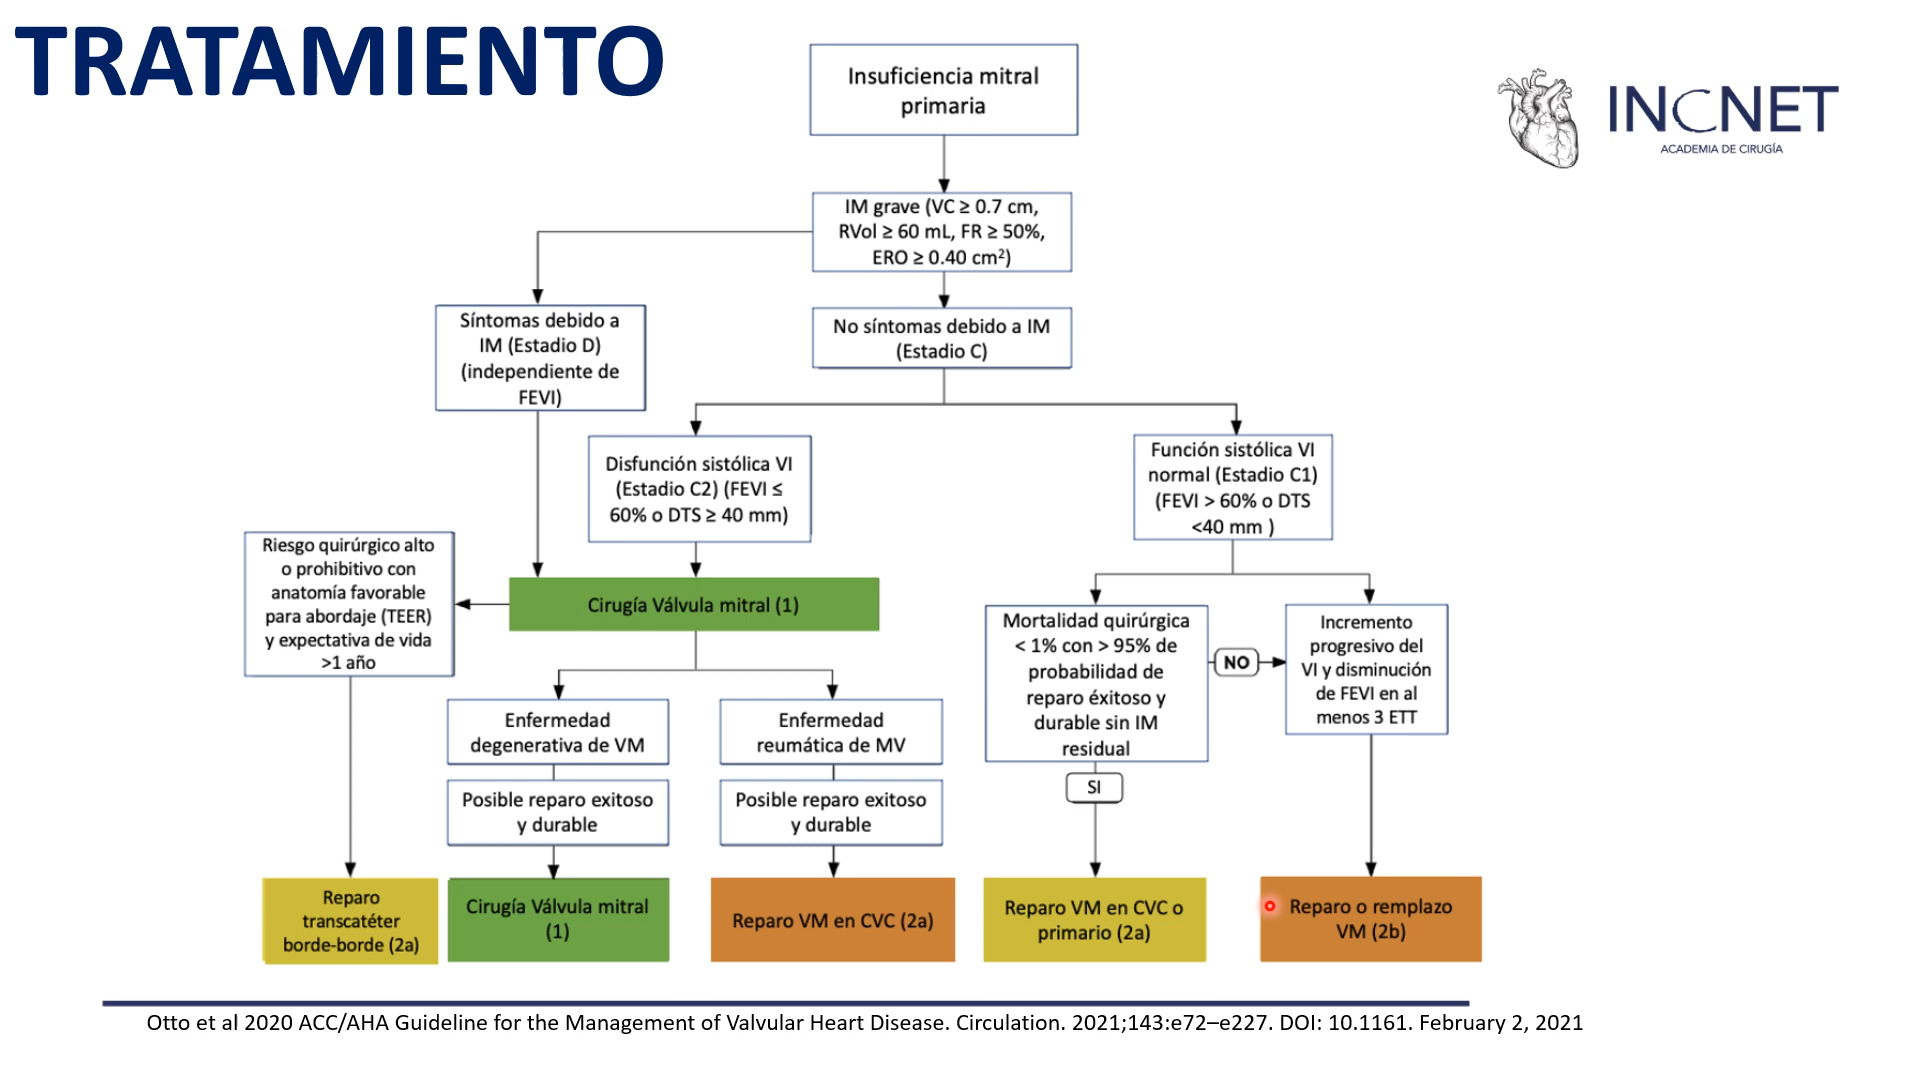 TRATAMIENTO
INCNET
ACADEMIA DE CIRUGÍA
Insuficiencia mitral
primaria
IM grave (VC ≥ 0.7 cm,
RVol ≥ 60 mL, FR ≥ 50%,
ERO ≥ 0.40 cm²)
Síntomas debido a
IM (Estadio D)
(independiente de
FEVI)
No síntomas debido a IM
(Estadio C)
Disfunción sistólica VI
(Estadio C2) (FEVI ≤
60% o DTS ≥ 40 mm)
Función sistólica VI
normal (Estadio C1)
(FEVI > 60% o DTS
<40 mm )
Riesgo quirúrgico alto
o prohibitivo con
anatomía favorable
para abordaje (TEER)
y expectativa de vida
>1 año
Cirugía Válvula mitral (1)
Mortalidad quirúrgica
< 1% con > 95% de
probabilidad de
reparo éxitoso y
durable sin IM
residual
NO
Incremento
progresivo del
VI y disminución
de FEVI en al
menos 3 ETT
Enfermedad
degenerativa de VM
Enfermedad
reumática de MV
SI
Posible reparo exitoso
y durable
Posible reparo exitoso
y durable
Reparo
transcatéter
borde-borde (2a)
Cirugía Válvula mitral
(1)
Reparo VM en CVC (2a)
Reparo VM en CVC o
primario (2a)
Reparo o remplazo
VM (2b)
Otto et al 2020 ACC/AHA Guideline for the Management of Valvular Heart Disease. Circulation. 2021;143:e72–e227. DOI: 10.1161. February 2, 2021